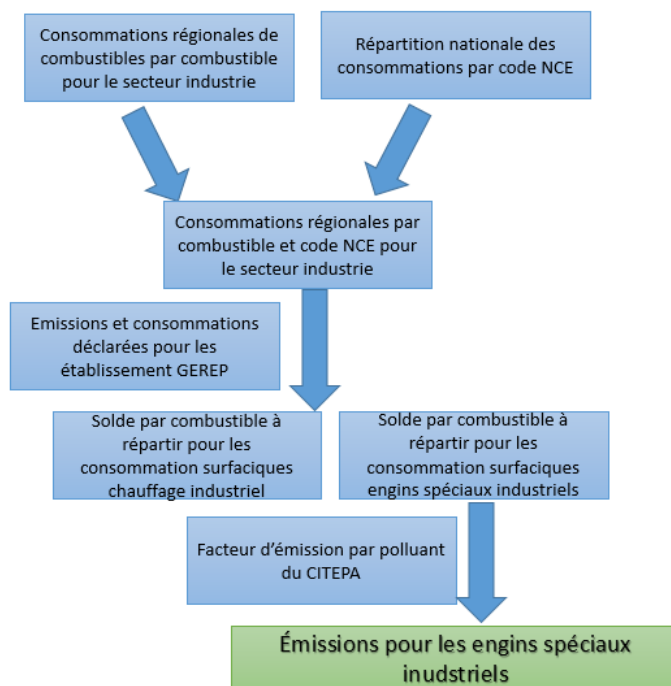 Consommations régionales de
combustibles par combustible
pour le secteur industrie
Répartition nationale des
consommations par code NCE
Consommations régionales par
combustible et code NCE pour
le secteur industrie
Emissions et consommations
déclarées pour les
établissement GEREP
Solde par combustible à
répartir pour les
consommation surfaciques
chauffage industriel
Solde par combustible à
répartir pour les
consommation surfaciques
engins spéciaux industriels
Facteur d'émission par polluant
du CITEPA
Émissions pour les engins spéciaux
inudstriels